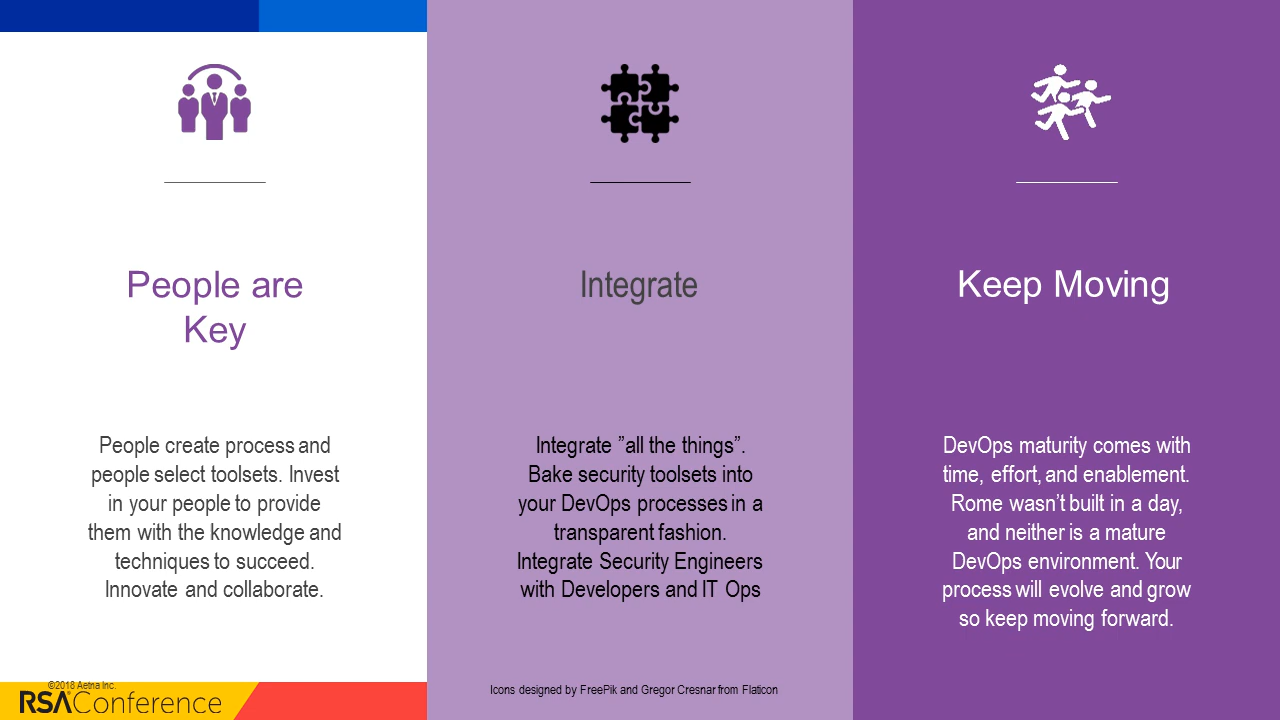 People are
Key
People create process and
people select toolsets. Invest
in your people to provide
them with the knowledge and
techniques to succeed.
Innovate and collaborate.
Integrate
Integrate ”all the things”.
Bake security toolsets into
your DevOps processes in a
transparent fashion.
Integrate Security Engineers
with Developers and IT Ops
Keep Moving
DevOps maturity comes with
time, effort, and enablement.
Rome wasn’t built in a day,
and neither is a mature
DevOps environment. Your
process will evolve and grow
so keep moving forward.
©2018 Aetna Inc.
RSA®Conference
Icons designed by FreePik and Gregor Cresnar from Flaticon